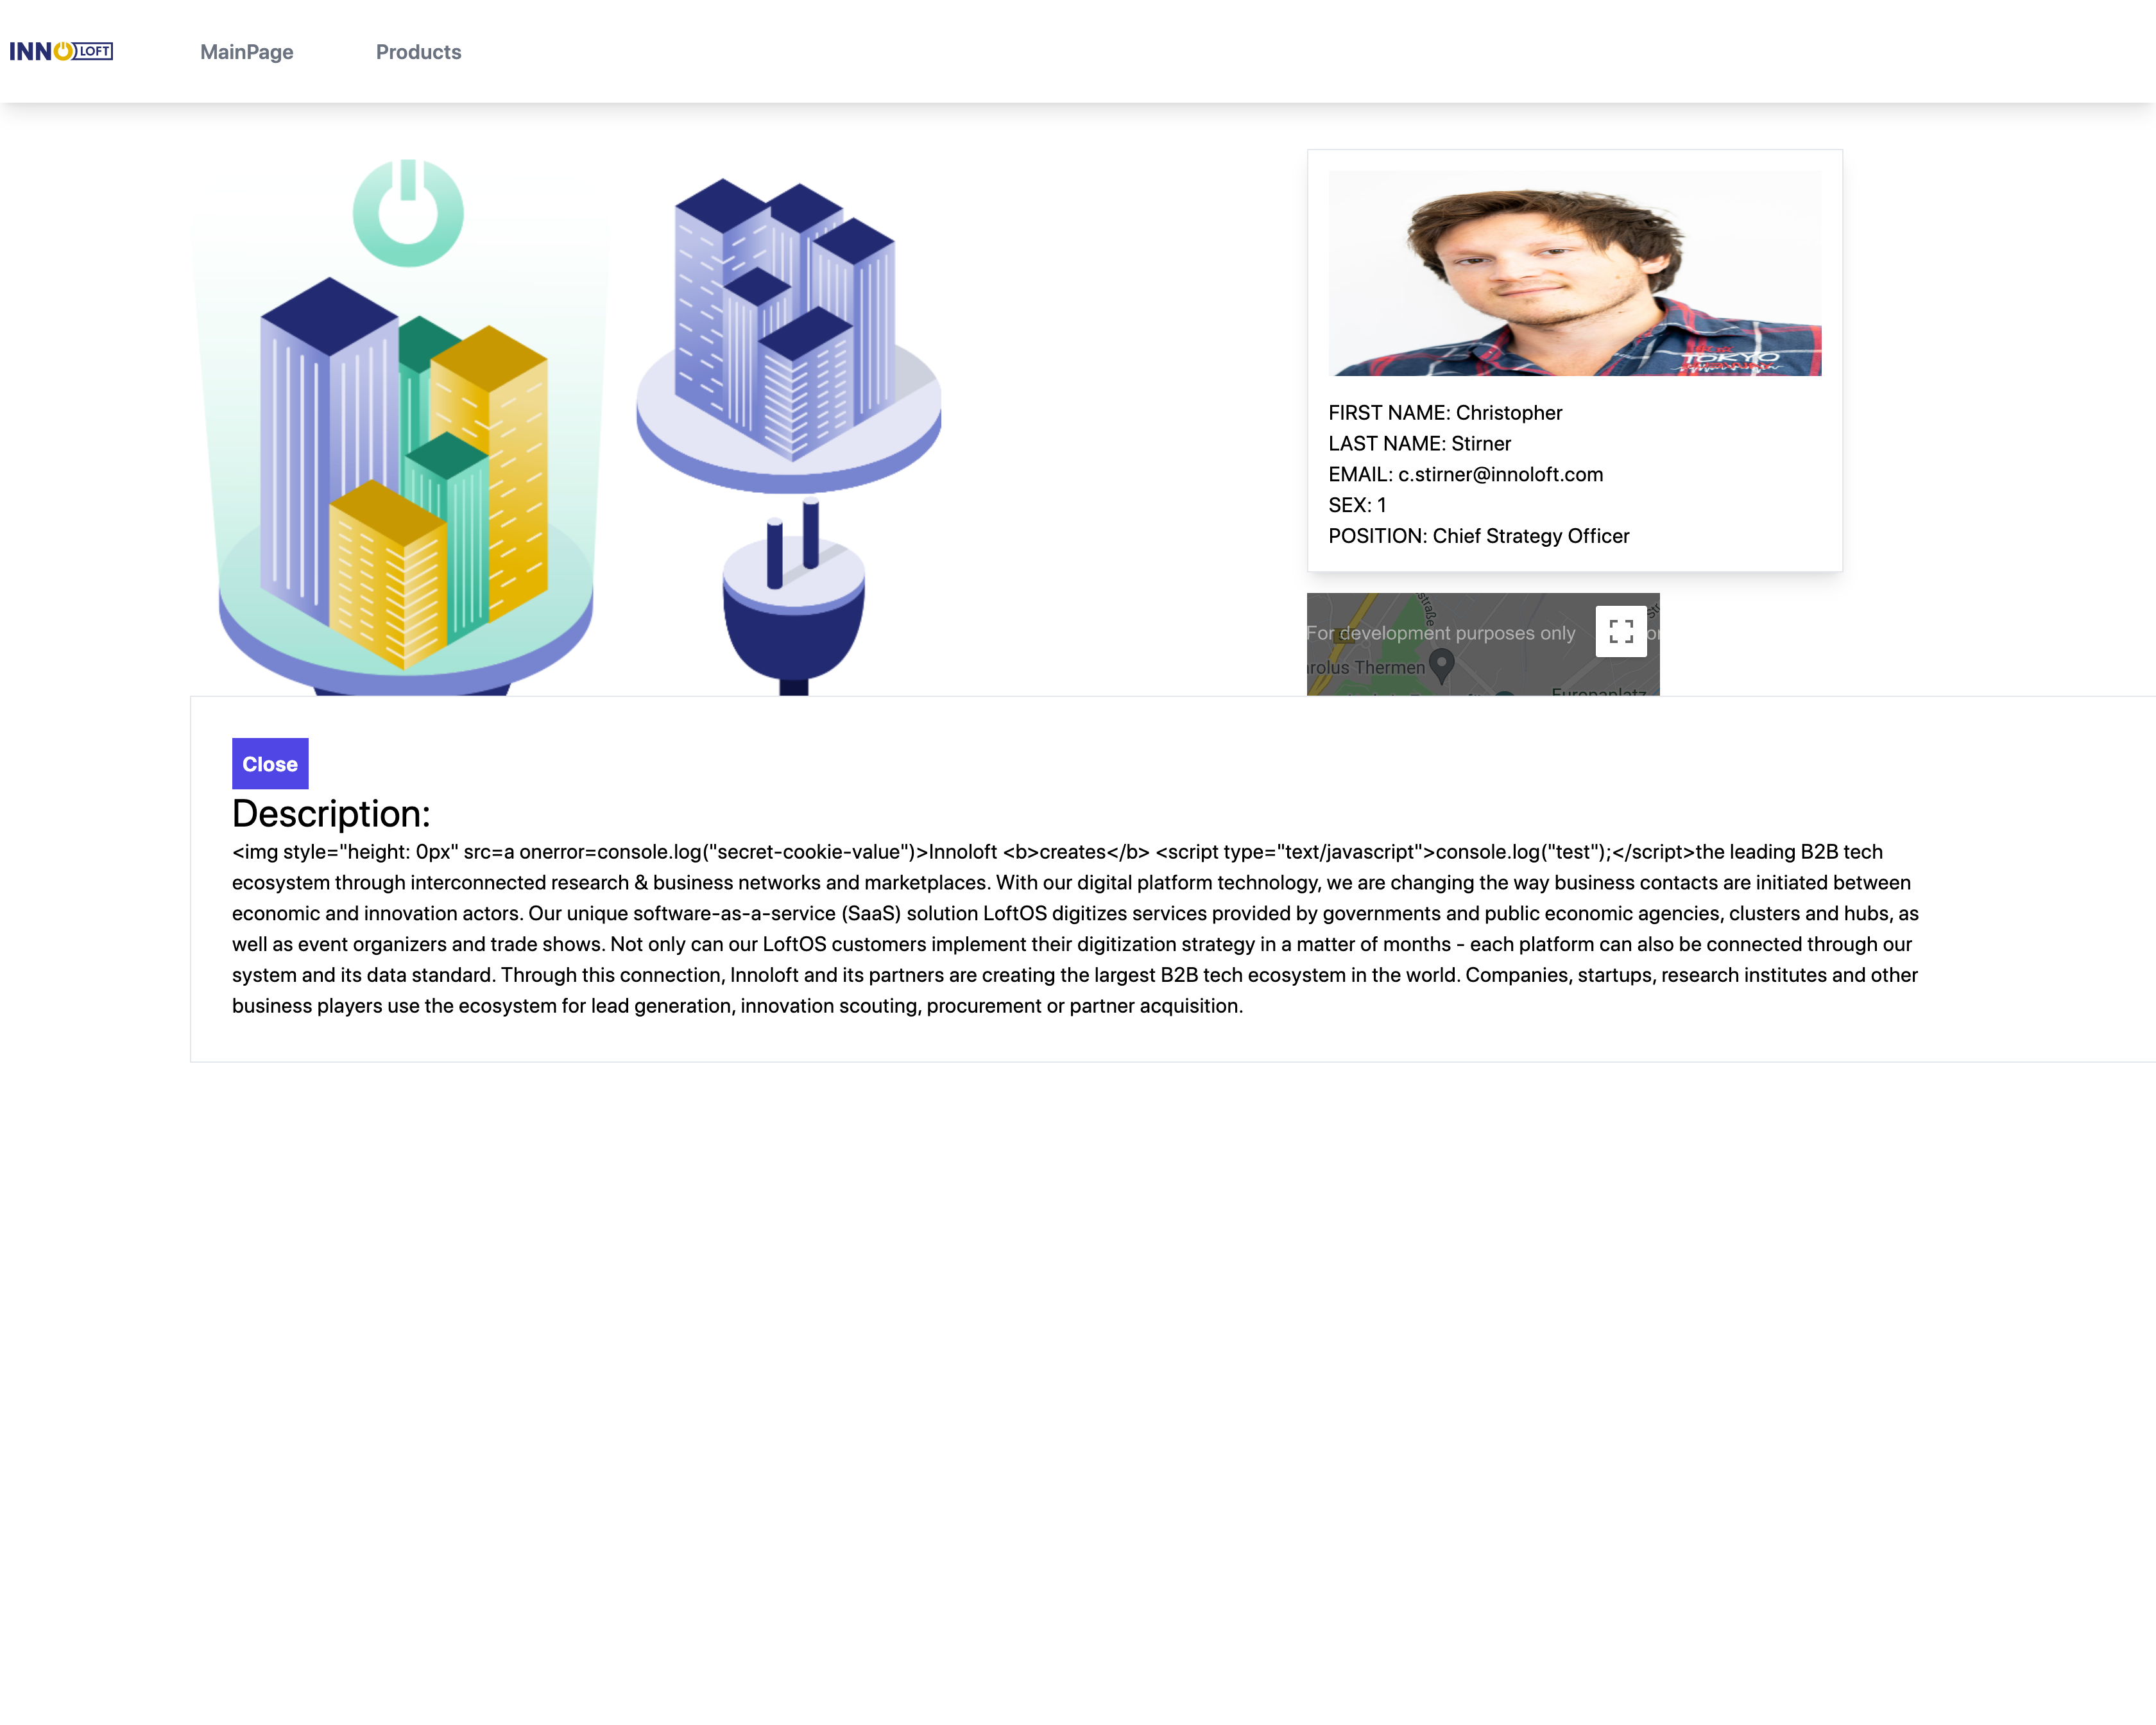 INNOLOFT
MainPage
Products
TOKYO
FIRST NAME: Christopher
LAST NAME: Stirner
EMAIL: c.stirner@innoloft.com
SEX: 1
POSITION: Chief Strategy Officer
straße
For development purposes only
rolus Thermen
Europaplatz
Close
Description:
<img style="height: 0px" src=a onerror=console.log("secret-cookie-value")>Innoloft <b>creates</b> <script type="text/javascript">console.log("test");</script>the leading B2B tech
ecosystem through interconnected research & business networks and marketplaces. With our digital platform technology, we are changing the way business contacts are initiated between
economic and innovation actors. Our unique software-as-a-service (SaaS) solution LoftOS digitizes services provided by governments and public economic agencies, clusters and hubs, as
well as event organizers and trade shows. Not only can our LoftOS customers implement their digitization strategy in a matter of months - each platform can also be connected through our
system and its data standard. Through this connection, Innoloft and its partners are creating the largest B2B tech ecosystem in the world. Companies, startups, research institutes and other
business players use the ecosystem for lead generation, innovation scouting, procurement or partner acquisition.